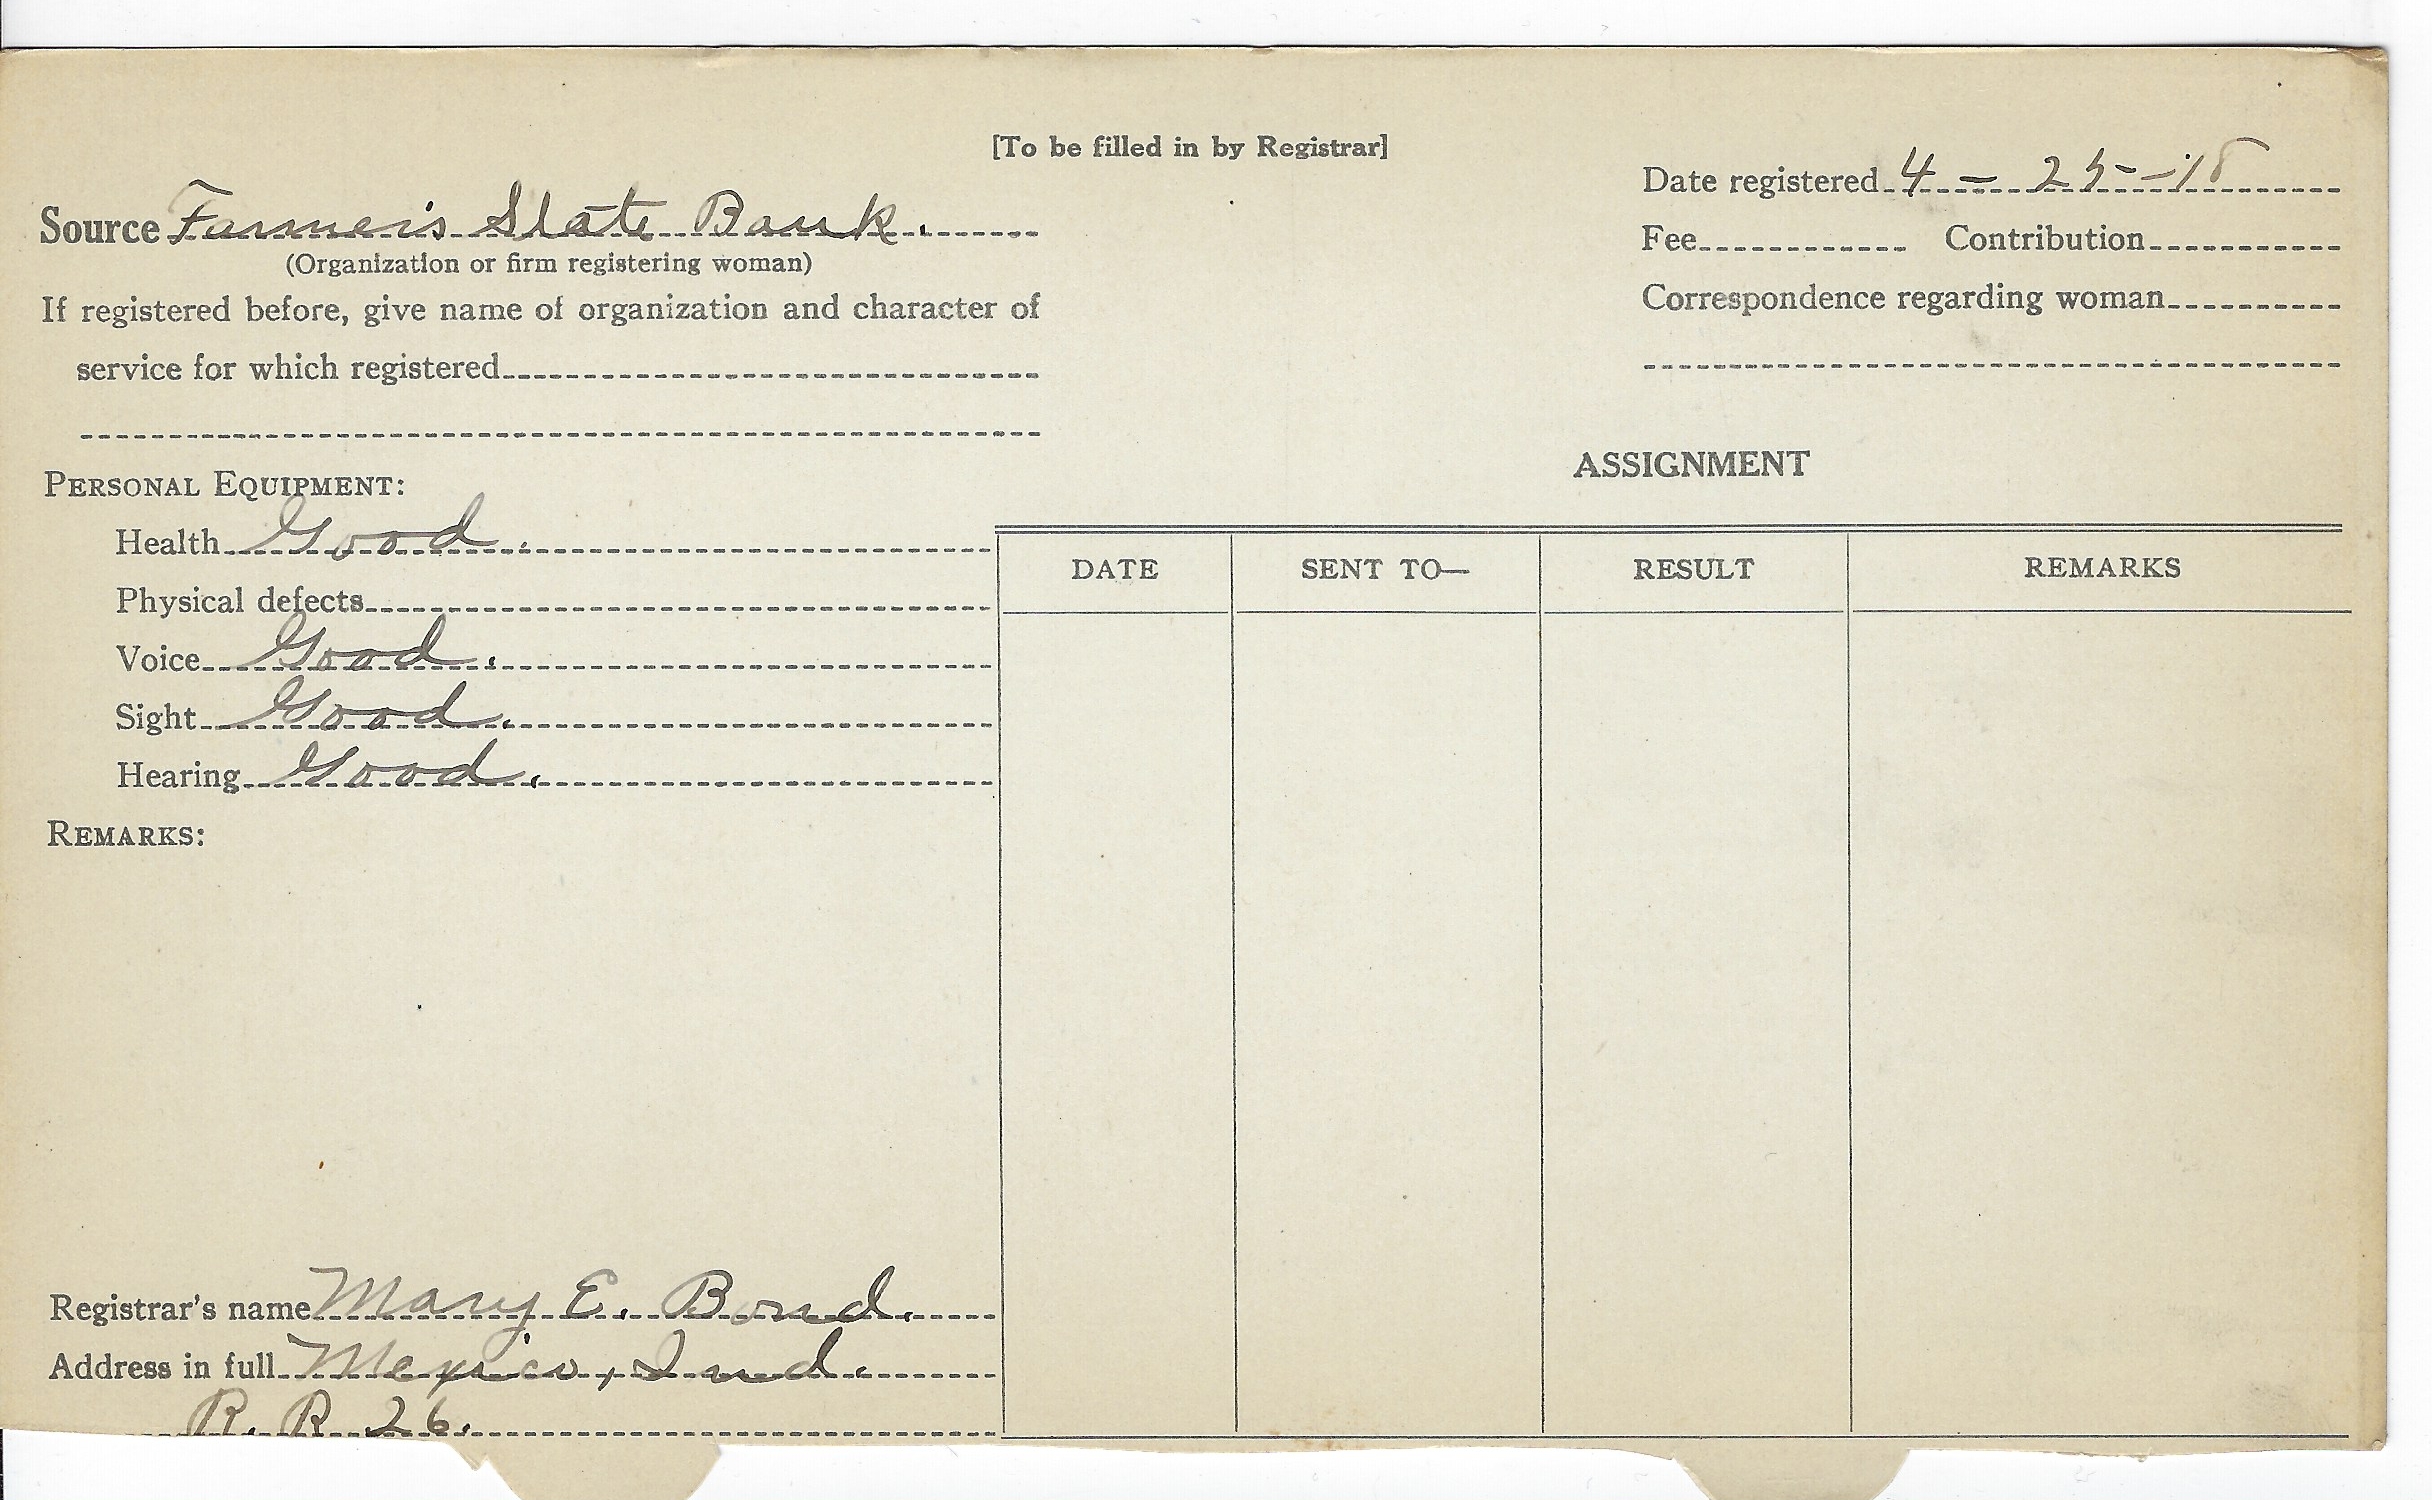 [To be filled in by Registrar]
Source Farmer's State Bank.
(Organization or firm registering woman)
If registered before, give name of organization and character of
service for which registered
Date registered 4 - 25 - 18
Fee Contribution
Correspondence regarding woman
PERSONAL EQUIPMENT:
Health Good.
Physical defects
Voice Good.
Sight Good.
Hearing Good.
REMARKS:
Registrar's name Mary E. Bond.
Address in full Mexico, Ind.
R. R 26.
ASSIGNMENT
DATE SENT TO— RESULT REMARKS